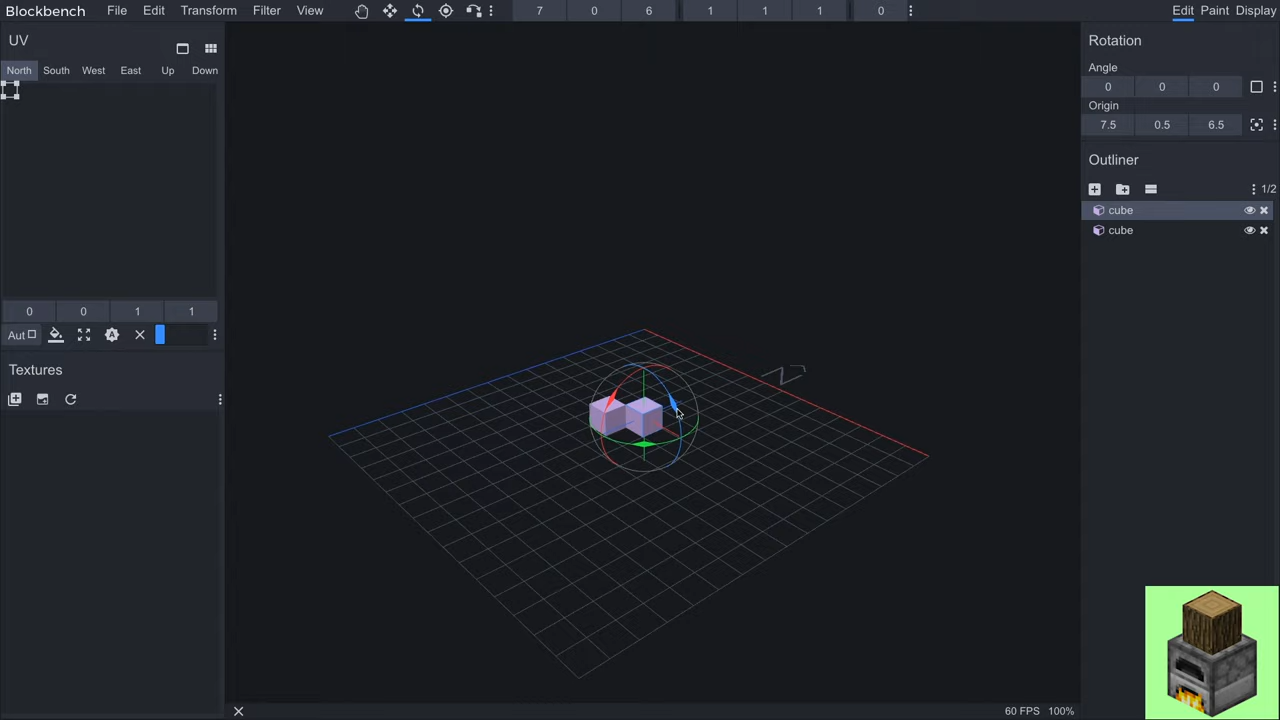 Blockbench File Edit Transform Filter View 7 0 6 1 1 1 0 Edit Paint Display
UV
North South West East Up Down
0 0 1 1
Aut
Textures
Rotation
Angle
0 0 0
Origin
7.5 0.5 6.5
Outliner
1/2
cube
cube
N
60 FPS 100%